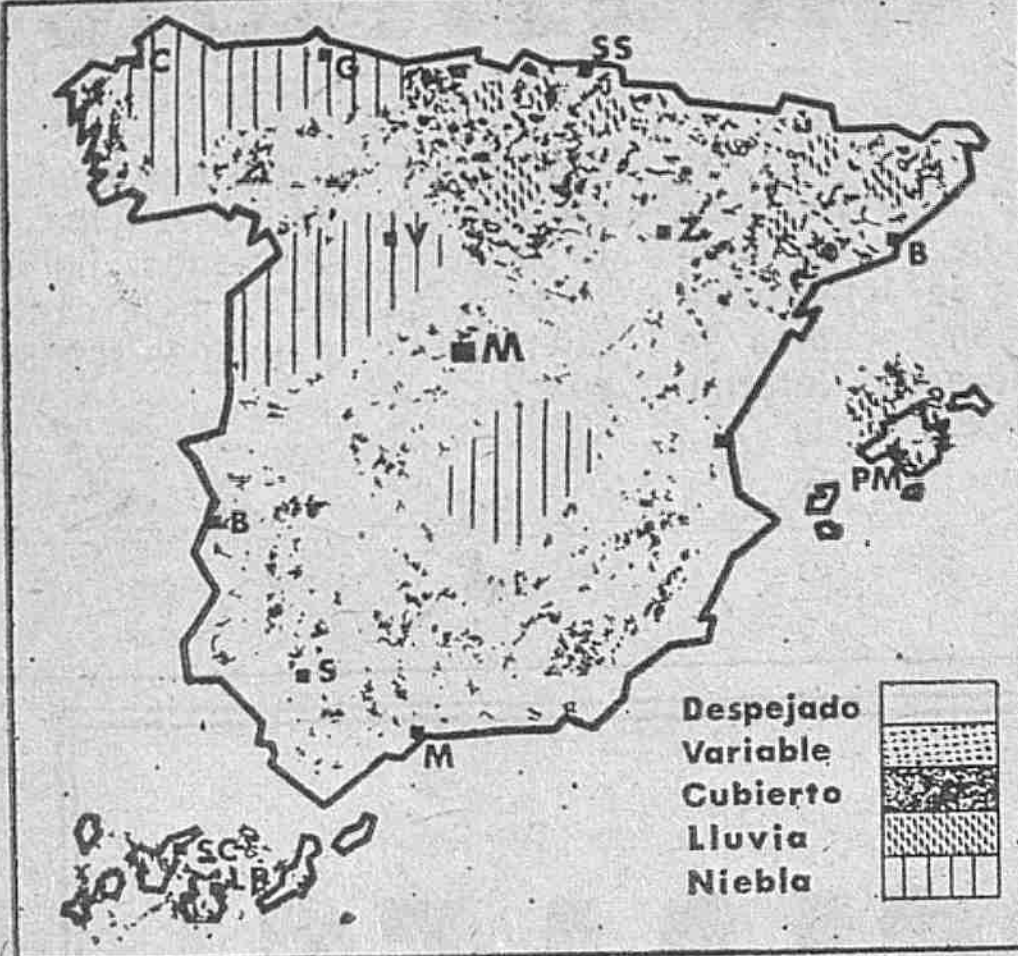 C
G
SS
V
Z
B
M
PM
B
S
M
SC
LP
Despejado
Variable
Cubierto
Lluvia
Niebla